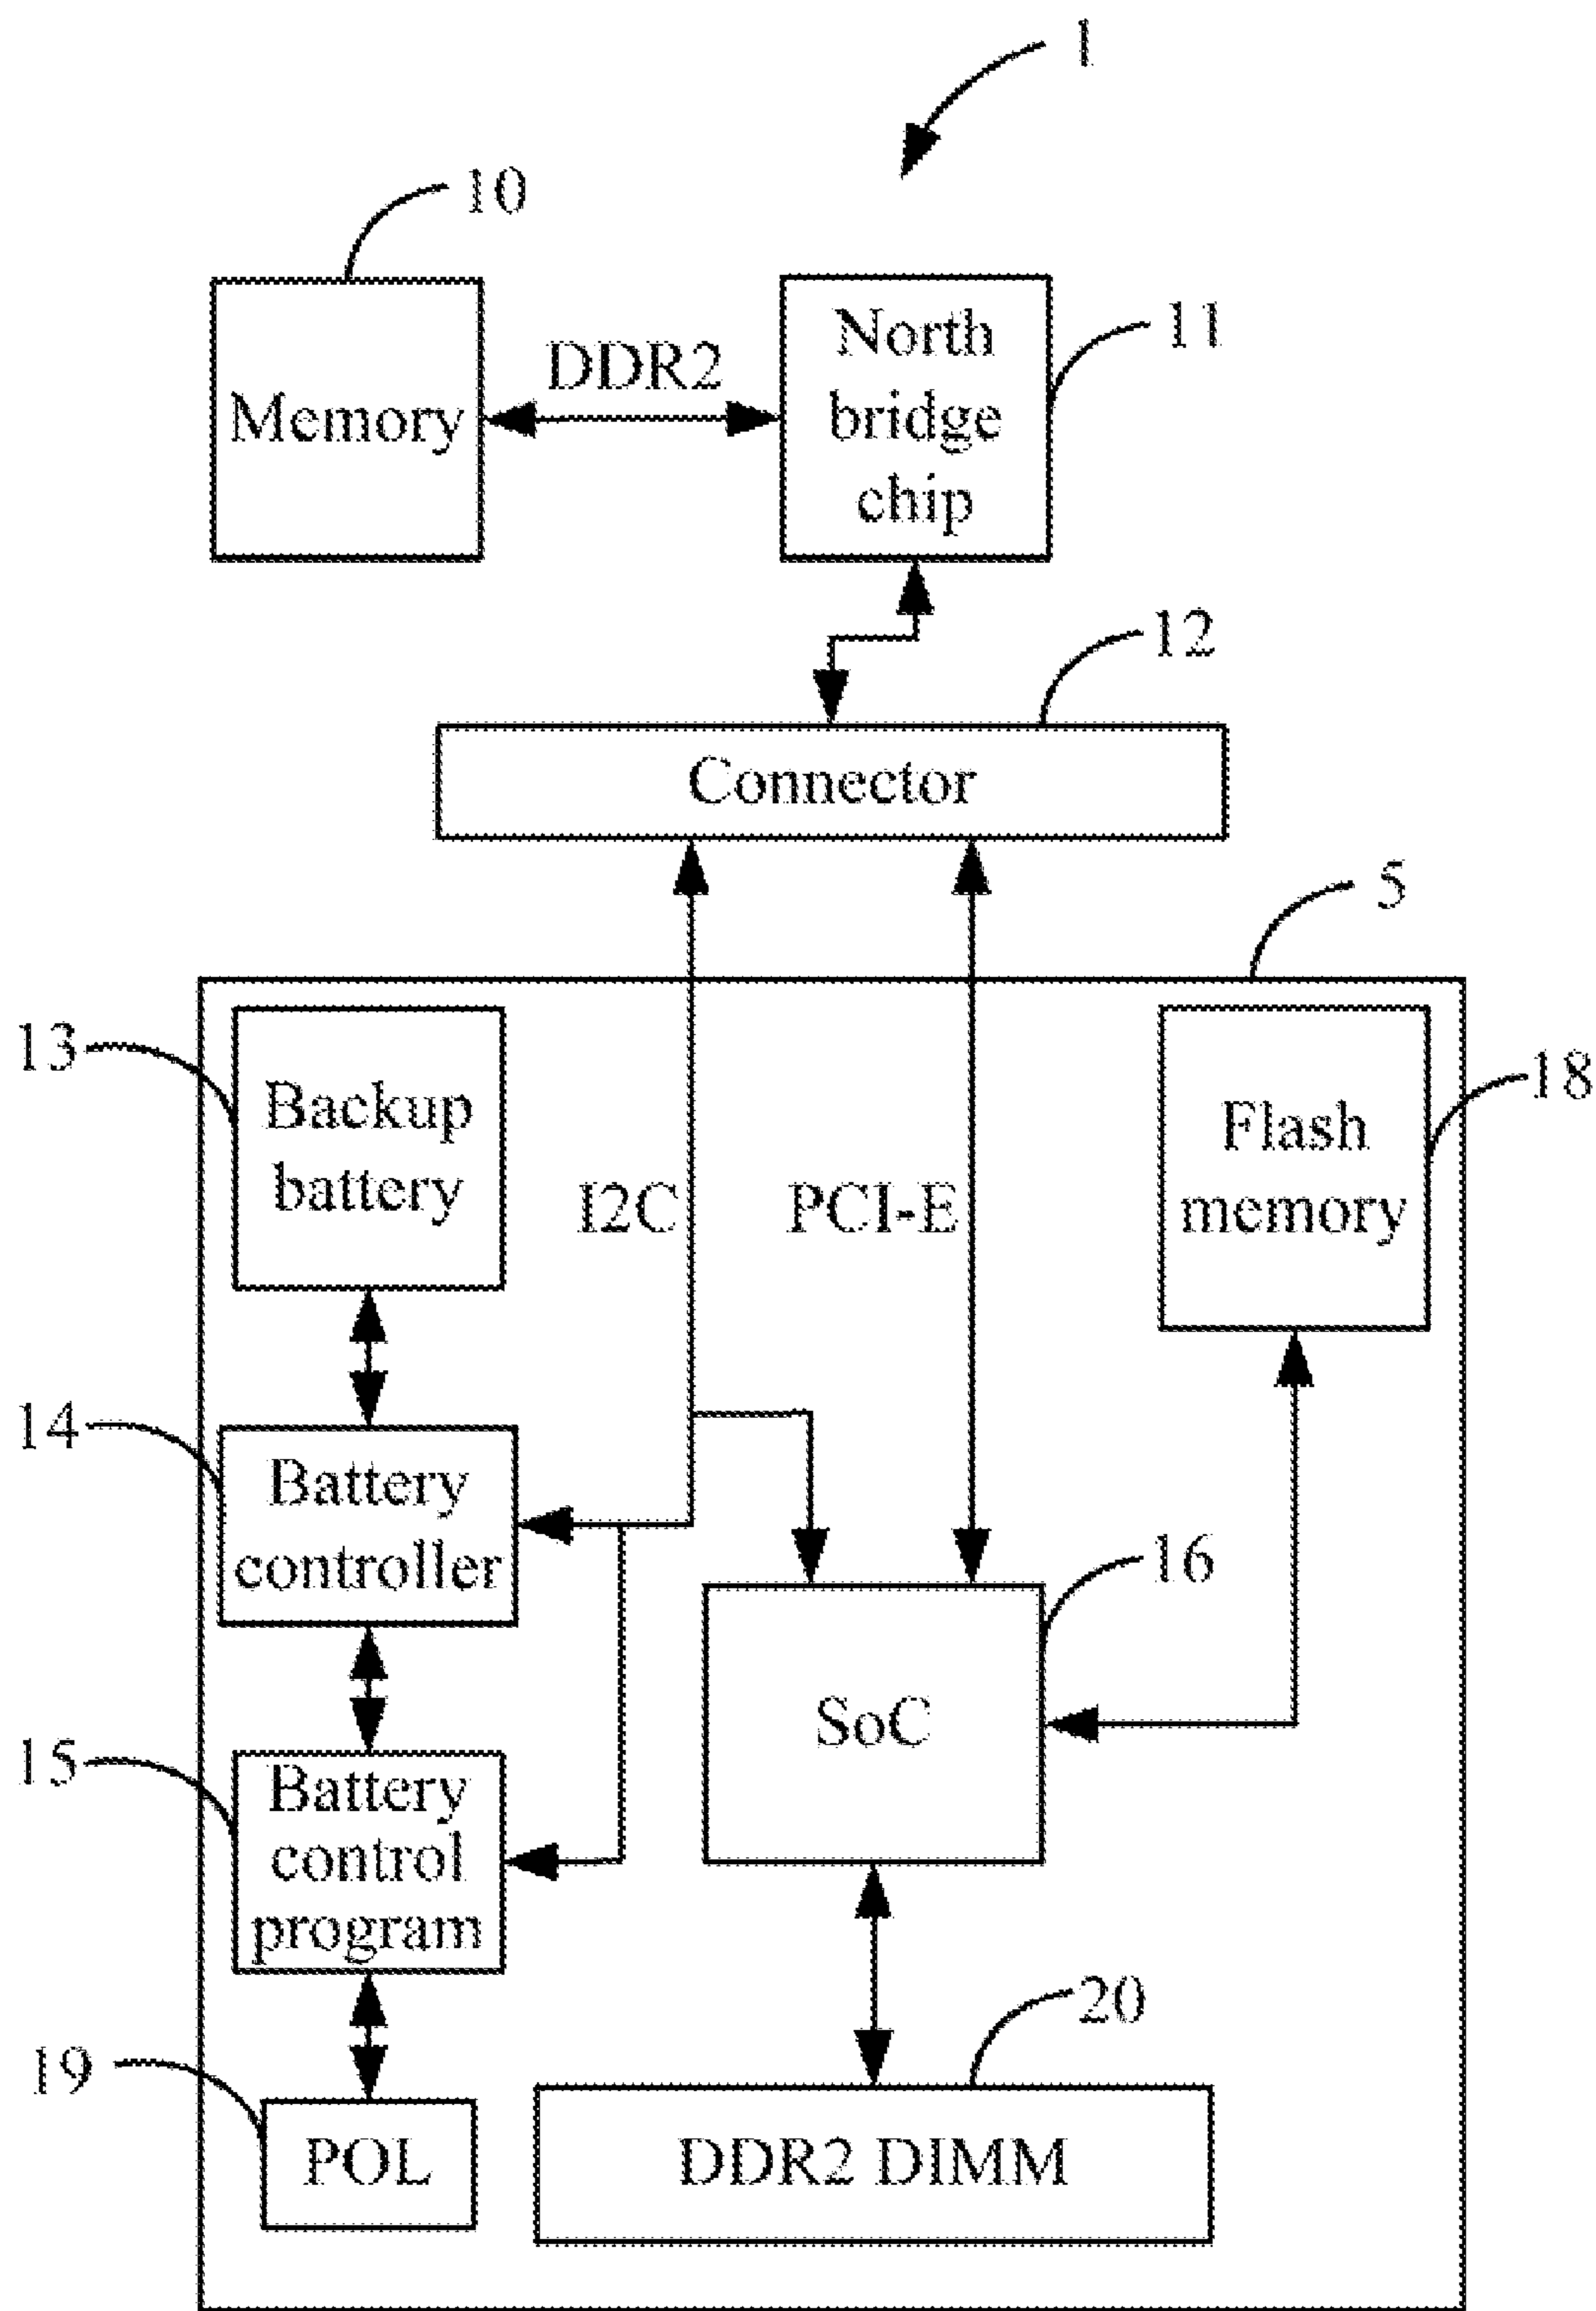 1
10
11
Memory
DDR2
North
bridge
chip
12
Connector
5
13
Backup
battery
I2C
PCI-E
Flash
memory
18
14
Battery
controller
16
SoC
15
Battery
control
program
20
19
POL
DDR2 DIMM